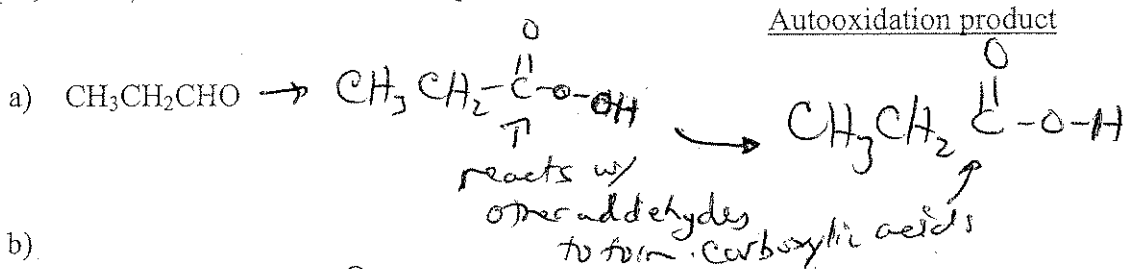 Autooxidation product
a) CH₃CH₂CHO → CH₃CH₂-C(=O)-O-OH → CH₃CH₂C(=O)-O-H
reacts w/
other aldehydes
to form carboxylic acids
b)